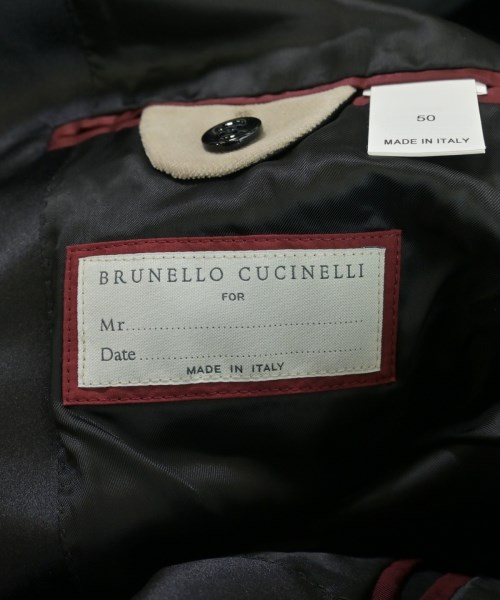 50
MADE IN ITALY
BRUNELLO CUCINELLI
FOR
Mr.......................................................
Date...................................................
MADE IN ITALY